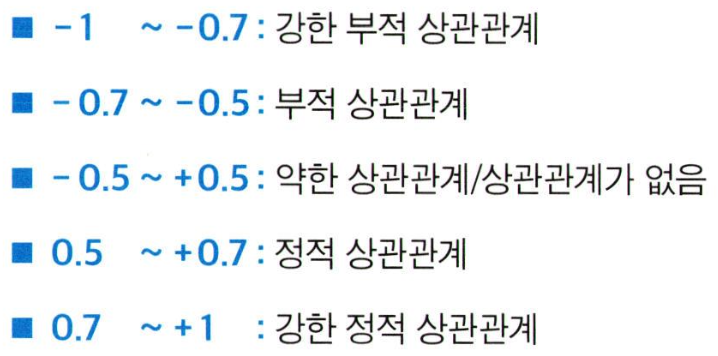 ■ -1 ~ -0.7 : 강한 부적 상관관계
■ -0.7 ~ -0.5 : 부적 상관관계
■ -0.5 ~ +0.5 : 약한 상관관계/상관관계가 없음
■ 0.5 ~ +0.7 : 정적 상관관계
■ 0.7 ~ +1 : 강한 정적 상관관계